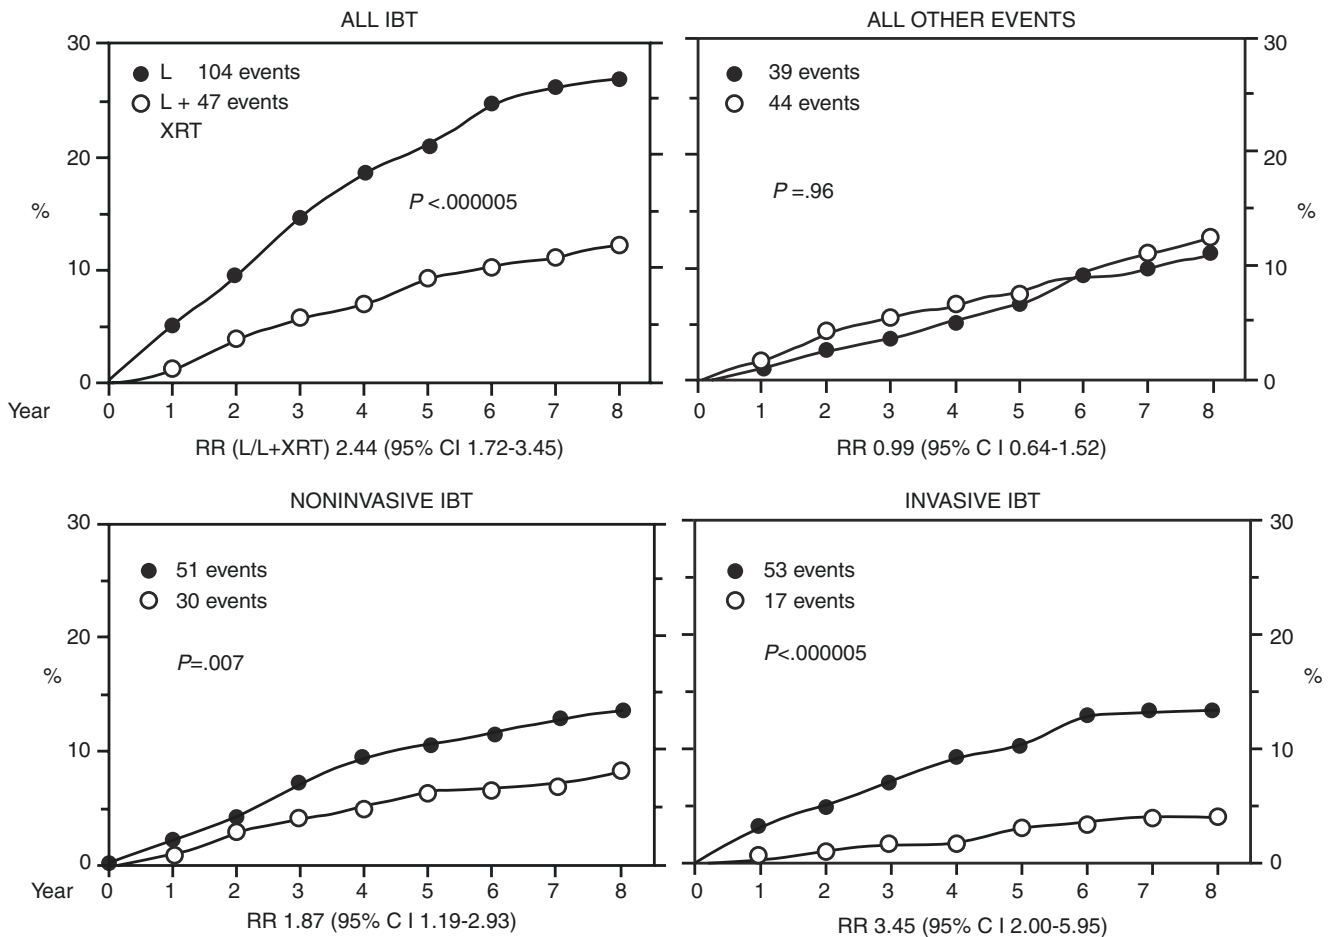 ALL IBT
30
20
%
10
0
L 104 events
L + 47 events
XRT
P <.000005
Year 0 1 2 3 4 5 6 7 8
RR (L/L+XRT) 2.44 (95% CI 1.72-3.45)
ALL OTHER EVENTS
39 events
44 events
P =.96
30
20
%
10
0
0 1 2 3 4 5 6 7 8
RR 0.99 (95% C I 0.64-1.52)
NONINVASIVE IBT
30
20
%
10
0
51 events
30 events
P=.007
Year 0 1 2 3 4 5 6 7 8
RR 1.87 (95% C I 1.19-2.93)
INVASIVE IBT
53 events
17 events
P<.000005
30
20
%
10
0
0 1 2 3 4 5 6 7 8
RR 3.45 (95% C I 2.00-5.95)